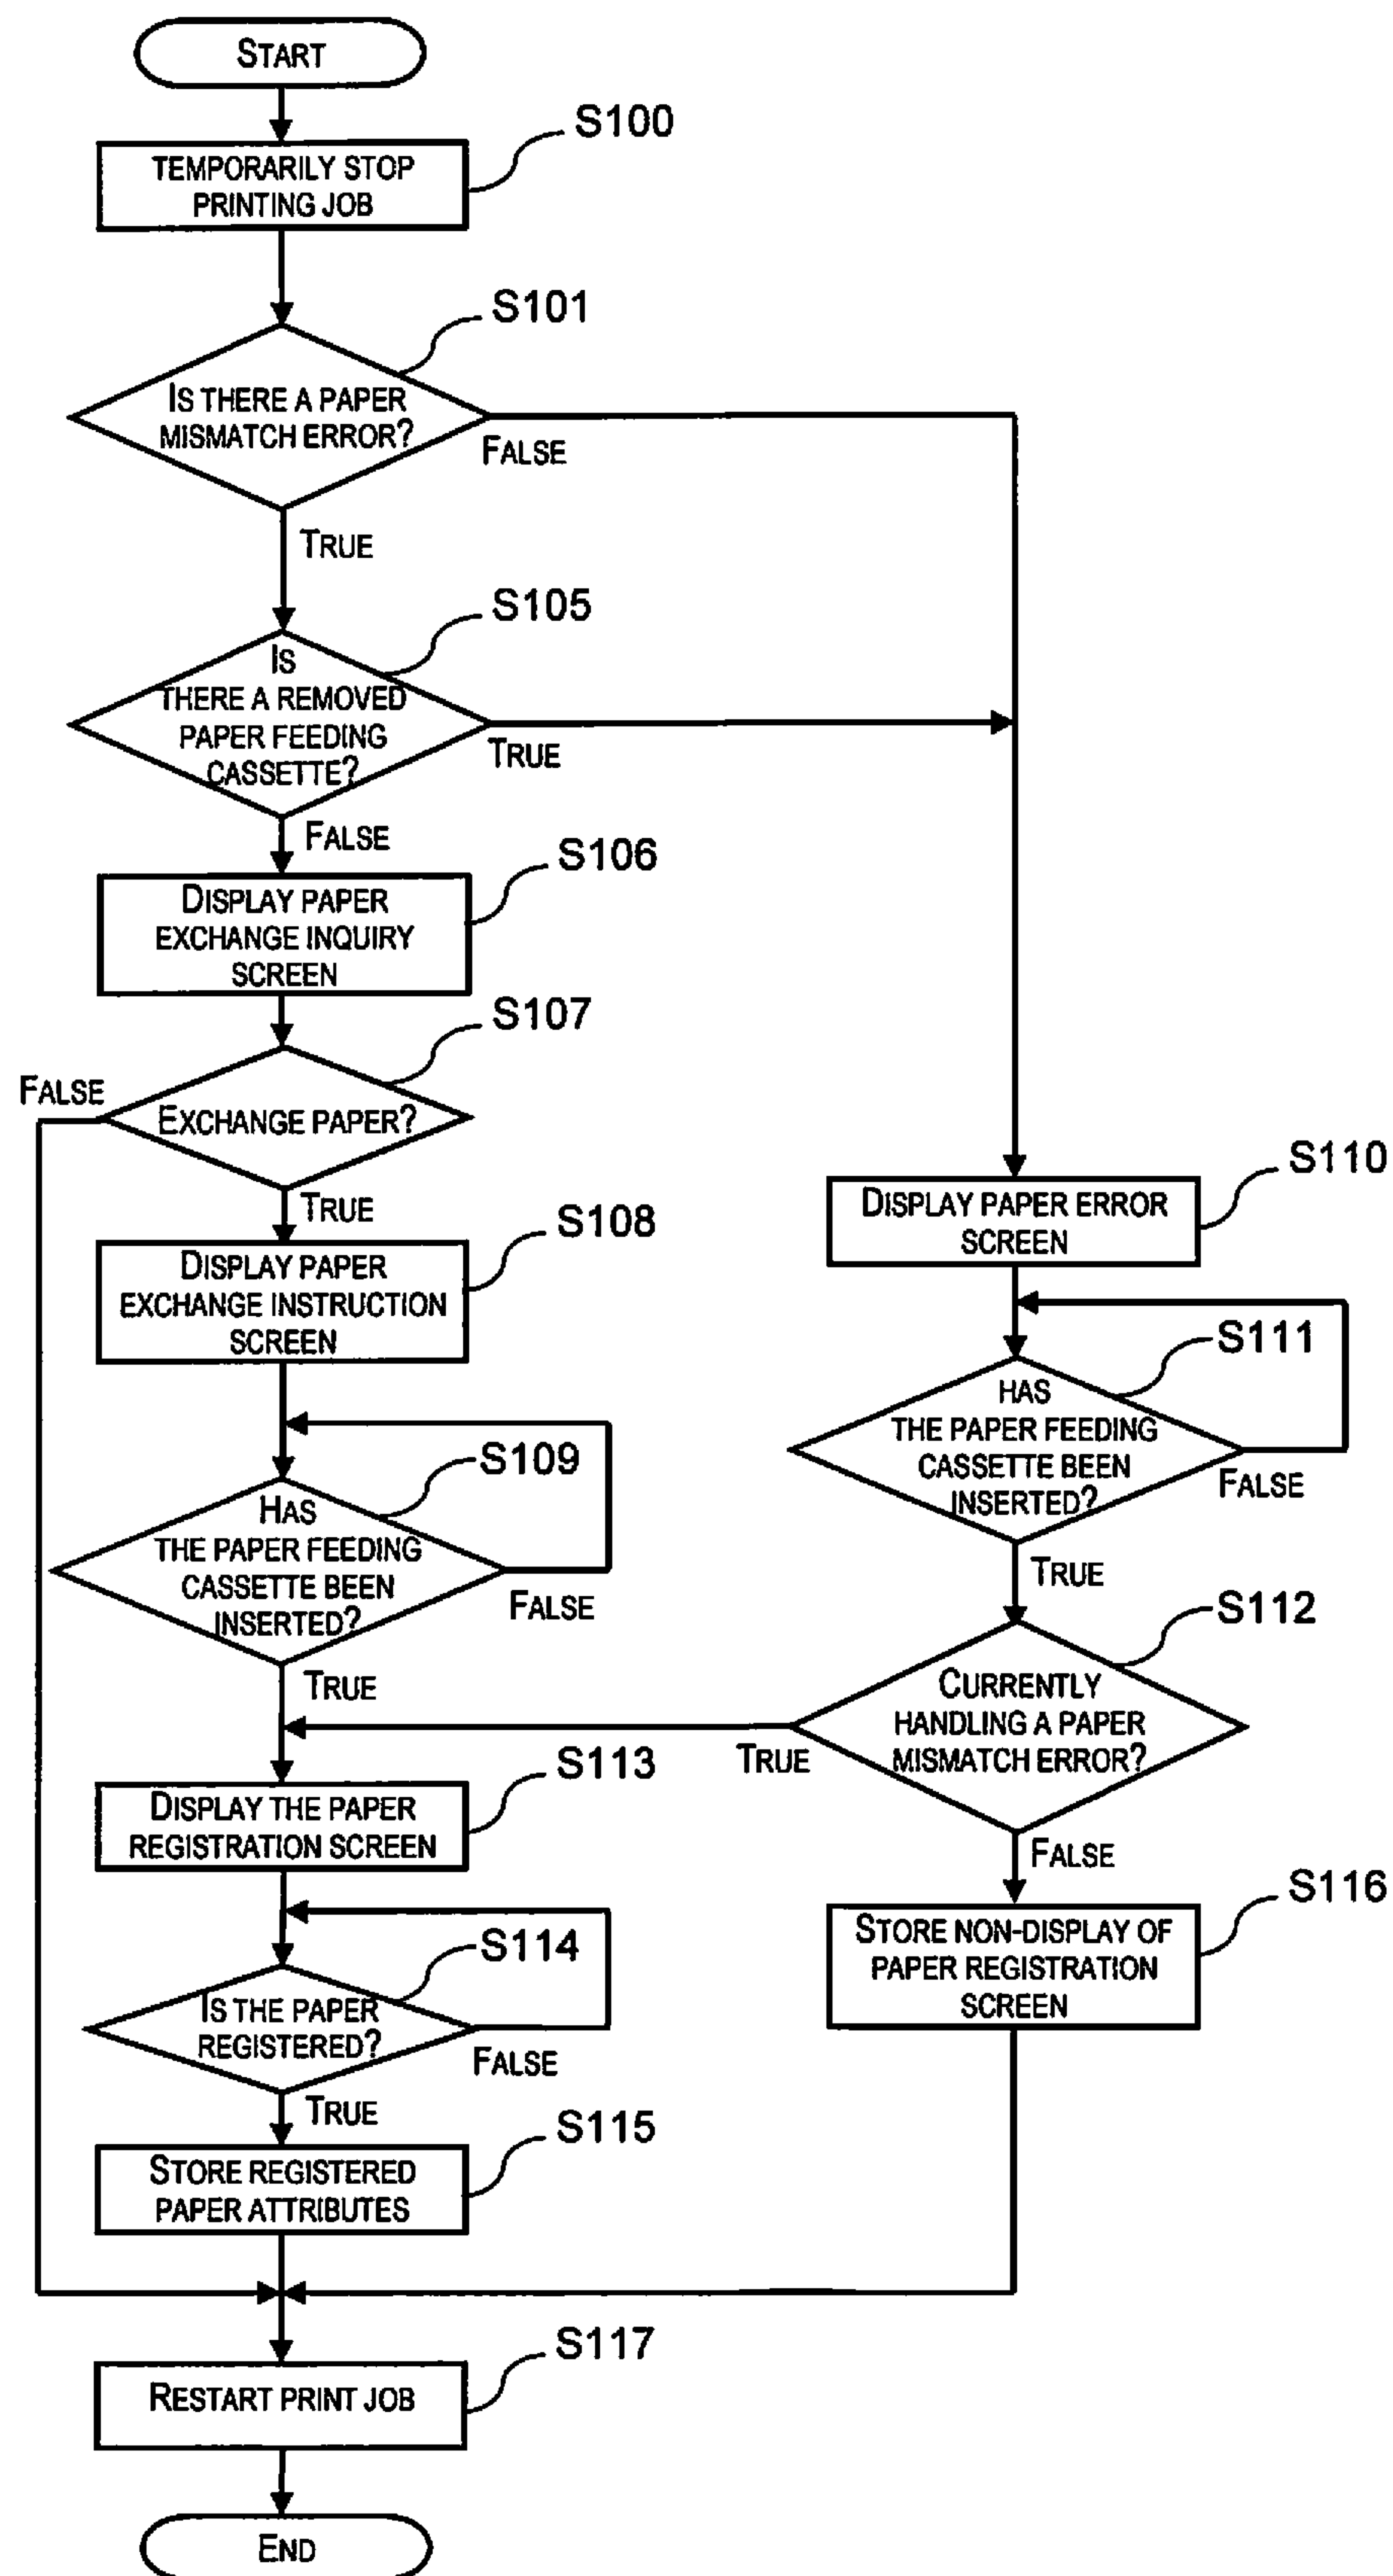 START
S100
TEMPORARILY STOP
PRINTING JOB
S101
IS THERE A PAPER
MISMATCH ERROR?
FALSE
TRUE
S105
IS
THERE A REMOVED
PAPER FEEDING
CASSETTE?
TRUE
FALSE
S106
DISPLAY PAPER
EXCHANGE INQUIRY
SCREEN
S107
FALSE
EXCHANGE PAPER?
TRUE
S108
DISPLAY PAPER
EXCHANGE INSTRUCTION
SCREEN
S109
HAS
THE PAPER FEEDING
CASSETTE BEEN
INSERTED?
FALSE
TRUE
S110
DISPLAY PAPER ERROR
SCREEN
S111
HAS
THE PAPER FEEDING
CASSETTE BEEN
INSERTED?
FALSE
TRUE
S112
CURRENTLY
HANDLING A PAPER
MISMATCH ERROR?
TRUE
FALSE
S113
DISPLAY THE PAPER
REGISTRATION SCREEN
S114
IS THE PAPER
REGISTERED?
FALSE
TRUE
S115
STORE REGISTERED
PAPER ATTRIBUTES
S116
STORE NON-DISPLAY OF
PAPER REGISTRATION
SCREEN
S117
RESTART PRINT JOB
END